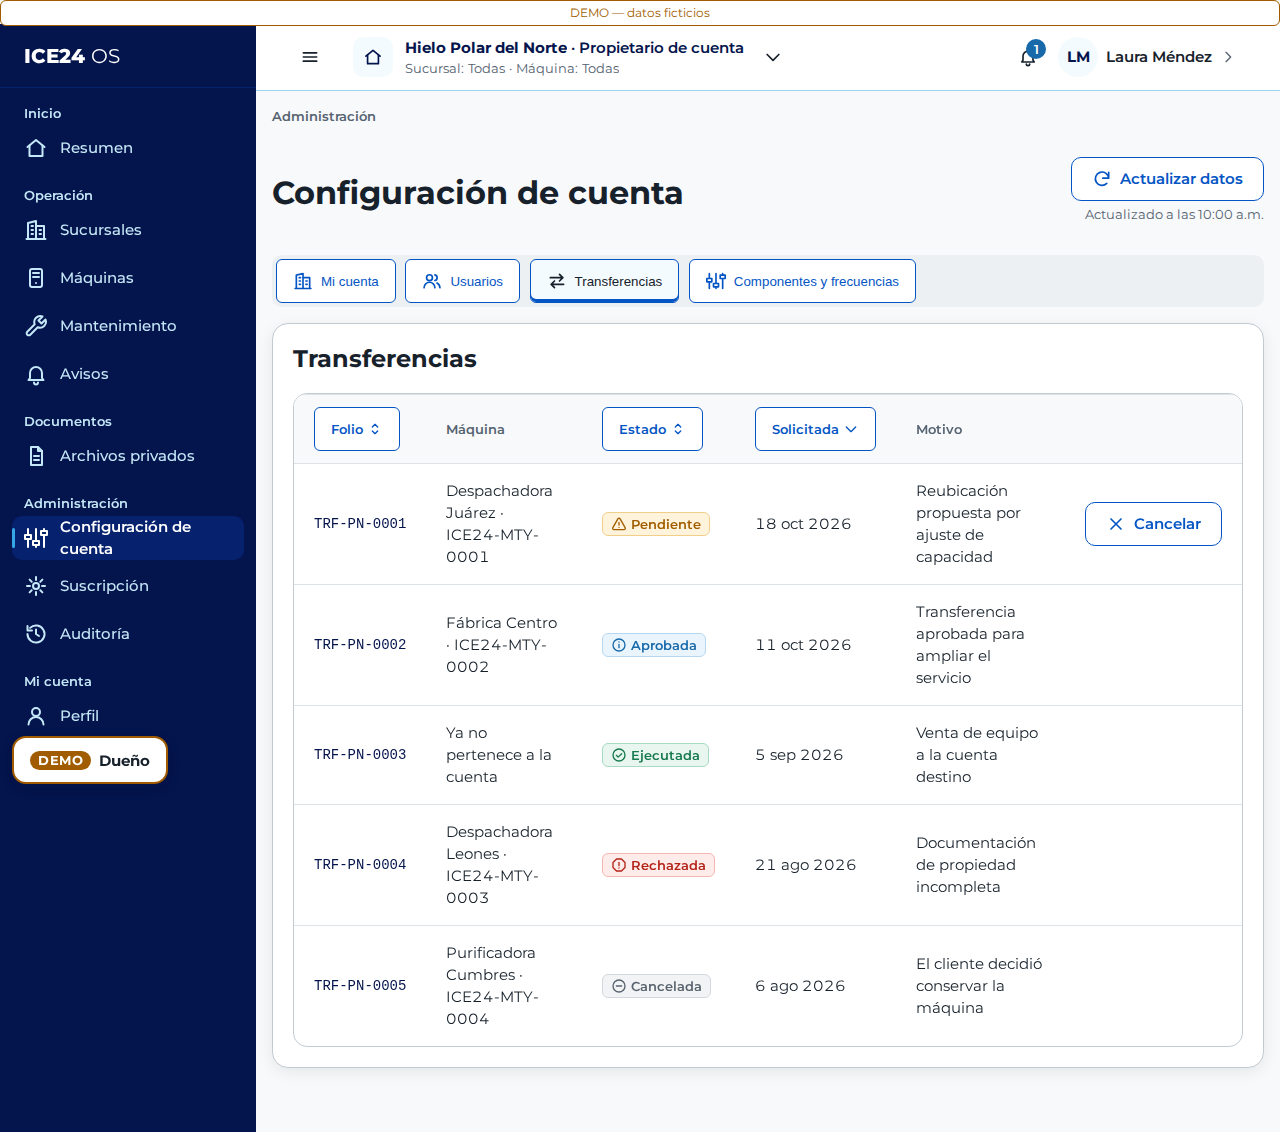 DEMO — datos ficticios
ICE24 OS
Inicio
Resumen
Operación
Sucursales
Máquinas
Mantenimiento
Avisos
Documentos
Archivos privados
Administración
Configuración de
cuenta
Suscripción
Auditoría
Mi cuenta
Perfil
DEMO Dueño
Hielo Polar del Norte · Propietario de cuenta
Sucursal: Todas · Máquina: Todas
1
LM Laura Méndez
Administración
Configuración de cuenta
Actualizar datos
Actualizado a las 10:00 a.m.
Mi cuenta Usuarios Transferencias Componentes y frecuencias
Transferencias
Folio Máquina Estado Solicitada Motivo
TRF-PN-0001
Despachadora
Juárez ·
ICE24-MTY-
0001
Pendiente
18 oct 2026
Reubicación
propuesta por
ajuste de
capacidad
Cancelar
TRF-PN-0002
Fábrica Centro
· ICE24-MTY-
0002
Aprobada
11 oct 2026
Transferencia
aprobada para
ampliar el
servicio
TRF-PN-0003
Ya no
pertenece a la
cuenta
Ejecutada
5 sep 2026
Venta de equipo
a la cuenta
destino
TRF-PN-0004
Despachadora
Leones ·
ICE24-MTY-
0003
Rechazada
21 ago 2026
Documentación
de propiedad
incompleta
TRF-PN-0005
Purificadora
Cumbres ·
ICE24-MTY-
0004
Cancelada
6 ago 2026
El cliente decidió
conservar la
máquina